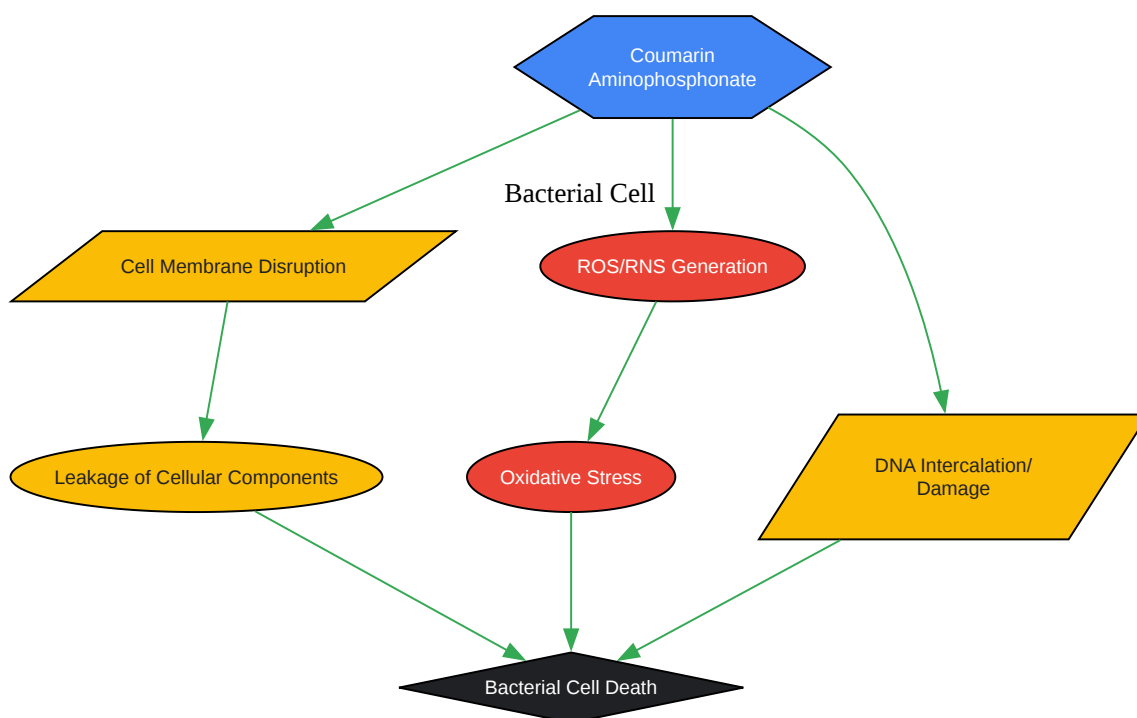 Coumarin
Aminophosphonate
Bacterial Cell
Cell Membrane Disruption
ROS/RNS Generation
Leakage of Cellular Components
Oxidative Stress
DNA Intercalation/
Damage
Bacterial Cell Death